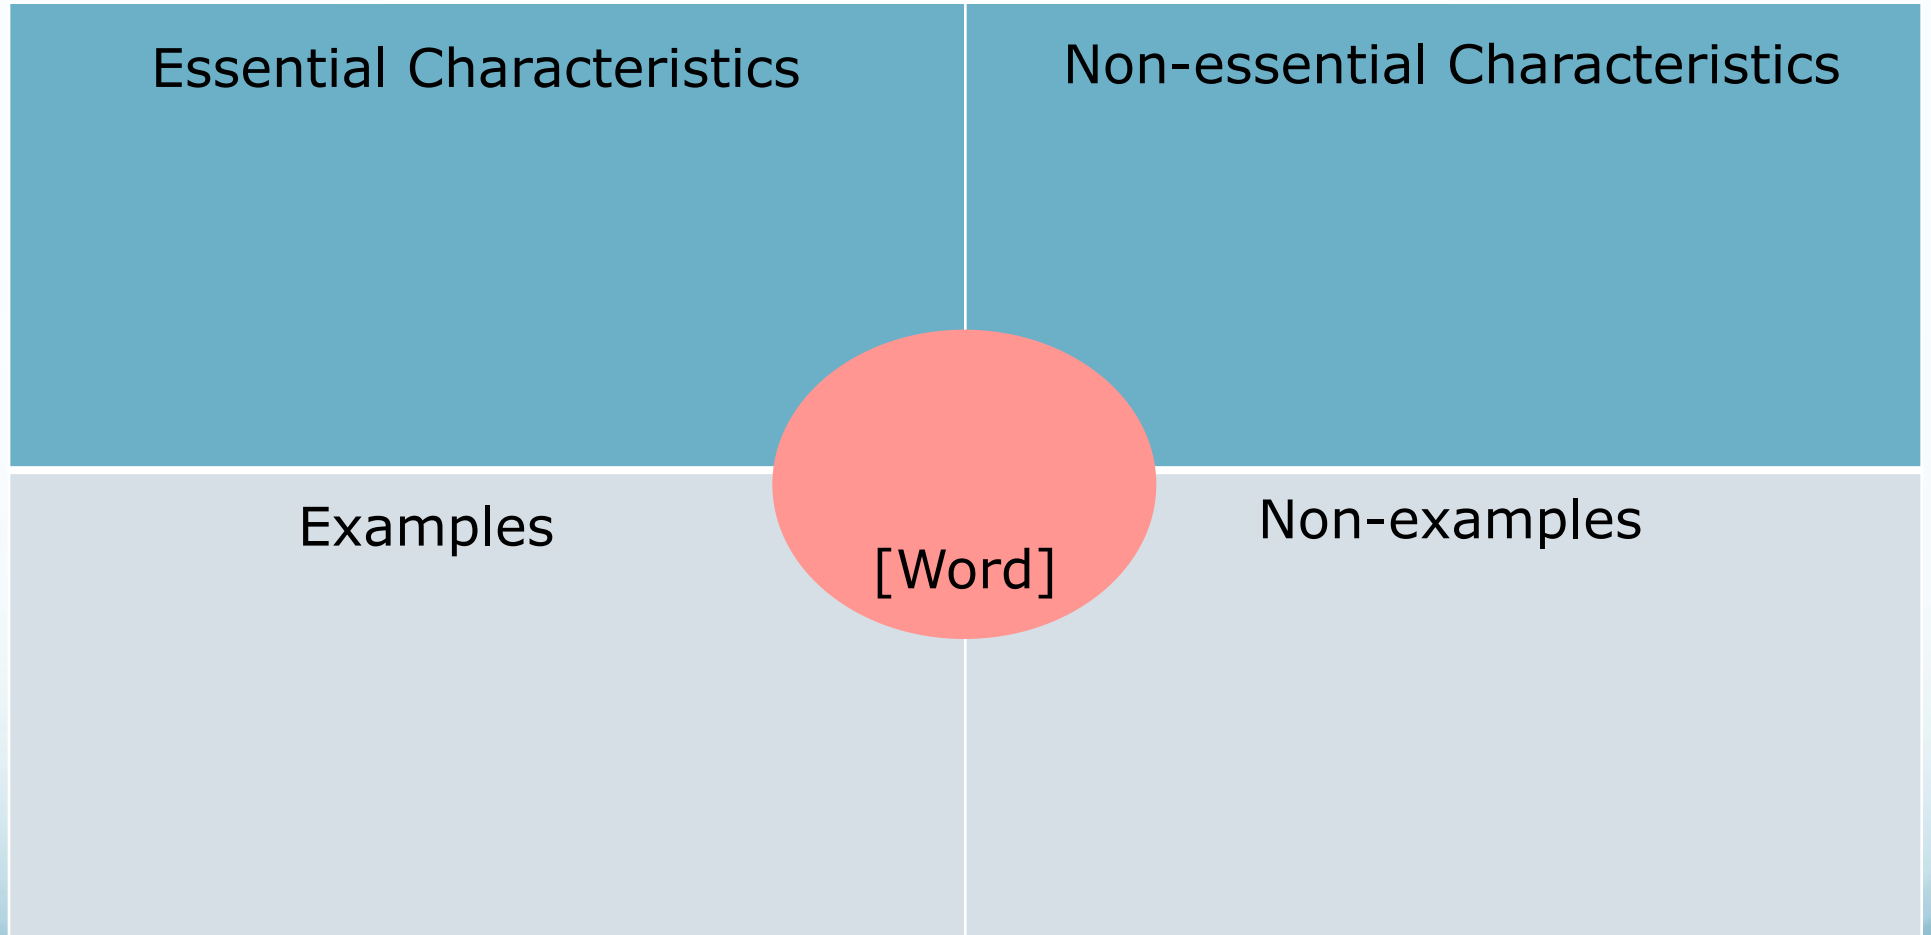 Essential Characteristics
Non-essential Characteristics
Examples
Non-examples
[Word]